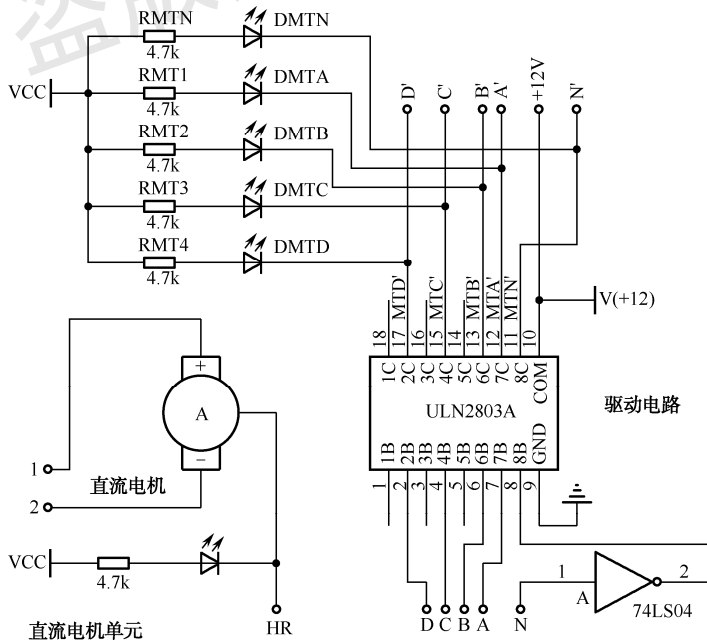 盗版
RMTN
DMTN
4.7k
RMT1
DMTA
VCC
4.7k
RMT2
DMTB
4.7k
RMT3
DMTC
4.7k
RMT4
DMTD
4.7k
D'
C'
B'
A'
+12V
N'
V(+12)
18
17
MTD'
16
15
MTC'
14
13
MTB'
12
MTA'
11
MTN'
10
1C
2C
3C
4C
5C
6C
7C
8C
COM
ULN2803A
驱动电路
1B
2B
3B
4B
5B
6B
7B
8B
GND
1
2
3
4
5
6
7
8
9
+
A
−
1
直流电机
2
VCC
4.7k
HR
直流电机单元
D
C
B
A
N
1
A
2
74LS04